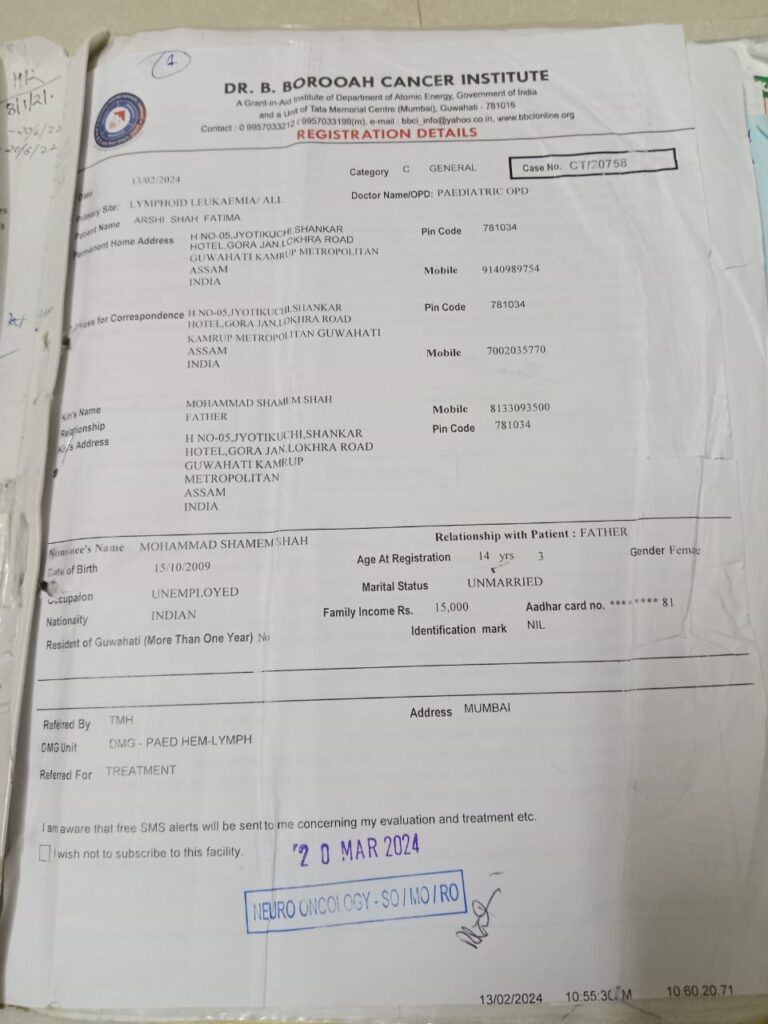 1.
DR. B. BOROOAH CANCER INSTITUTE
A Grant-in-Aid Institute of Department of Atomic Energy, Government of India
and a Unit of Tata Memorial Centre (Mumbai), Guwahati - 781016
Contact : 0 9957033212 / 9957033199(m), e-mail : bbci_info@yahoo.co.in, www.bbcionline.org
REGISTRATION DETAILS
Date 13/02/2024 Category C GENERAL Case No. CT/20758
Primary Site: LYMPHOID LEUKAEMIA/ ALL Doctor Name/OPD: PAEDIATRIC OPD
Patient Name ARSHI SHAH FATIMA
Permanent Home Address H NO-05,JYOTIKUCHI,SHANKAR Pin Code 781034
HOTEL,GORA JAN,LOKHRA ROAD
GUWAHATI KAMRUP METROPOLITAN
ASSAM Mobile 9140989754
INDIA
ress for Correspondence H NO-05,JYOTIKUCHI,SHANKAR Pin Code 781034
HOTEL,GORA JAN,LOKHRA ROAD
KAMRUP METROPOLITAN GUWAHATI
ASSAM Mobile 7002035770
INDIA
Kin's Name MOHAMMAD SHAMEM SHAH Mobile 8133093500
Relationship FATHER Pin Code 781034
Kin's Address H NO-05,JYOTIKUCHI,SHANKAR
HOTEL,GORA JAN,LOKHRA ROAD
GUWAHATI KAMRUP
METROPOLITAN
ASSAM
INDIA
Nominee's Name MOHAMMAD SHAMEM SHAH Relationship with Patient : FATHER
Date of Birth 15/10/2009 Age At Registration 14 yrs 3 Gender Female
Occupation UNEMPLOYED Marital Status UNMARRIED
Nationality INDIAN Family Income Rs. 15,000 Aadhar card no. ******** 81
Resident of Guwahati (More Than One Year) No Identification mark NIL
Referred By TMH Address MUMBAI
DMG Unit DMG - PAED HEM-LYMPH
Referred For TREATMENT
I am aware that free SMS alerts will be sent to me concerning my evaluation and treatment etc.
I wish not to subscribe to this facility.
20 MAR 2024
NEURO ONCOLOGY - SO / MO / RO
13/02/2024 10:55:30 M 10.60.20.71